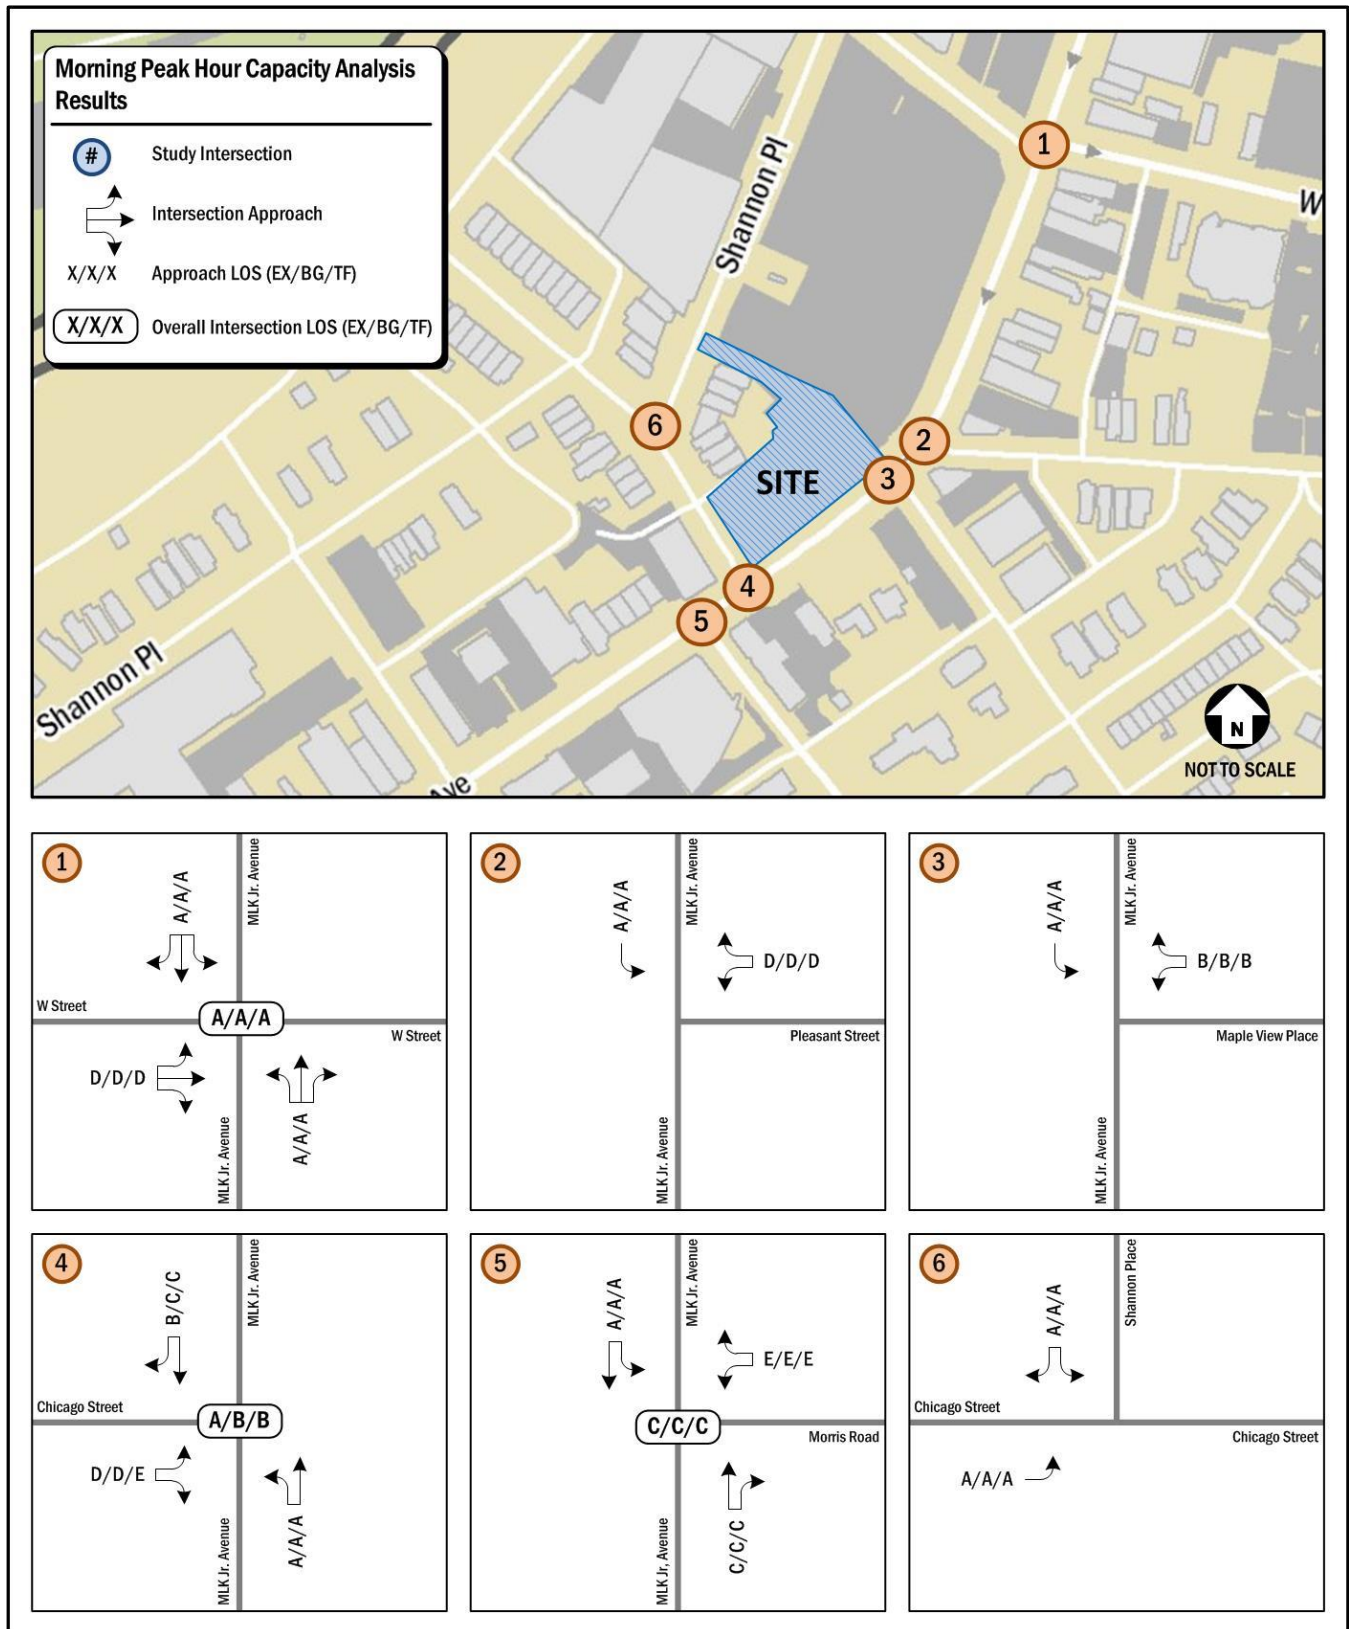 Morning Peak Hour Capacity Analysis
Results
#
Study Intersection
Intersection Approach
X/X/X
Approach LOS (EX/BG/TF)
X/X/X
Overall Intersection LOS (EX/BG/TF)
Shannon Pl
1
W
6
2
3
SITE
4
5
Shannon Pl
Ave
N
NOT TO SCALE
1
MLK Jr. Avenue
A/A/A
W Street
A/A/A
W Street
D/D/D
A/A/A
MLK Jr. Avenue
2
MLK Jr. Avenue
A/A/A
D/D/D
Pleasant Street
MLK Jr. Avenue
3
MLK Jr. Avenue
A/A/A
B/B/B
Maple View Place
MLK Jr. Avenue
4
MLK Jr. Avenue
B/C/C
Chicago Street
A/B/B
D/D/E
A/A/A
MLK Jr. Avenue
5
MLK Jr. Avenue
A/A/A
E/E/E
C/C/C
Morris Road
C/C/C
MLK Jr, Avenue
6
Shannon Place
A/A/A
Chicago Street
Chicago Street
A/A/A